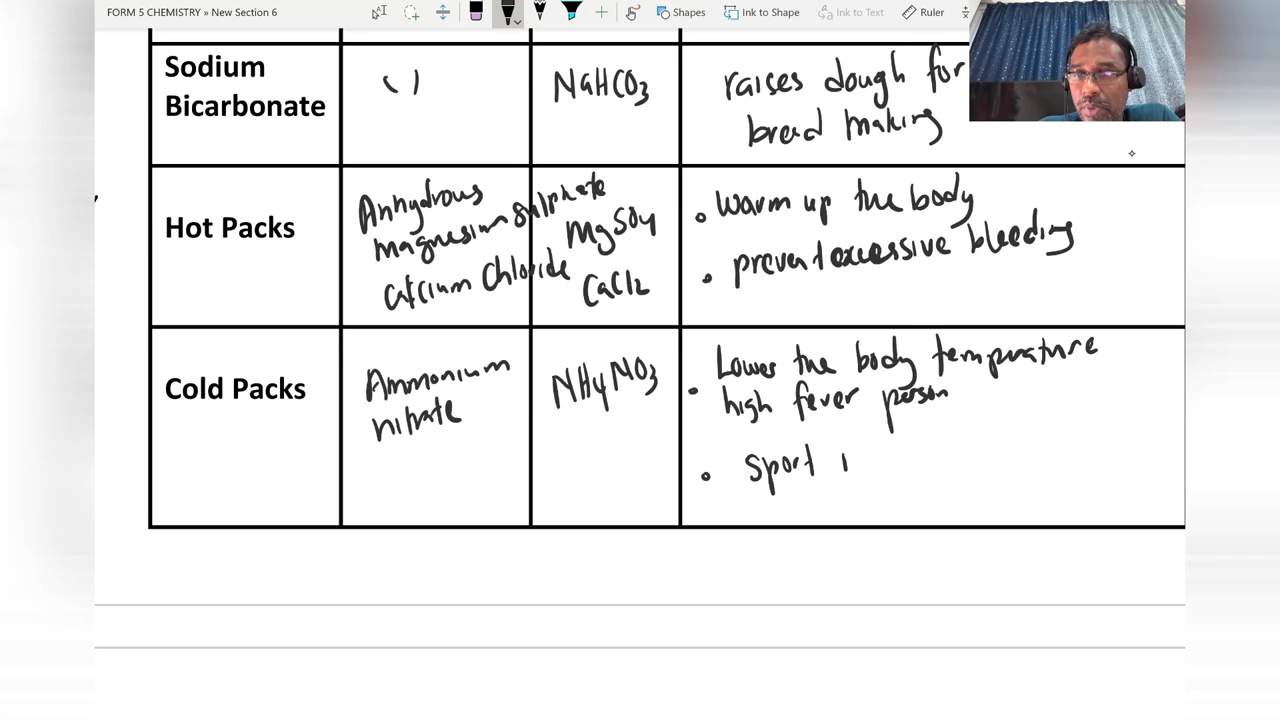 FORM 5 CHEMISTRY » New Section 6
Shapes
Ink to Shape
Ink to Text
Ruler
Sodium
Bicarbonate
NaHCO3
raises dough for
bread making
Hot Packs
Anhydrous
magnesium sulphate
calcium Chloride
MgSO4
CaCl2
• warm up the body
• prevent excessive bleeding
Cold Packs
Ammonium
nitrate
NH4NO3
• Lower the body temperature
high fever person
• Sport